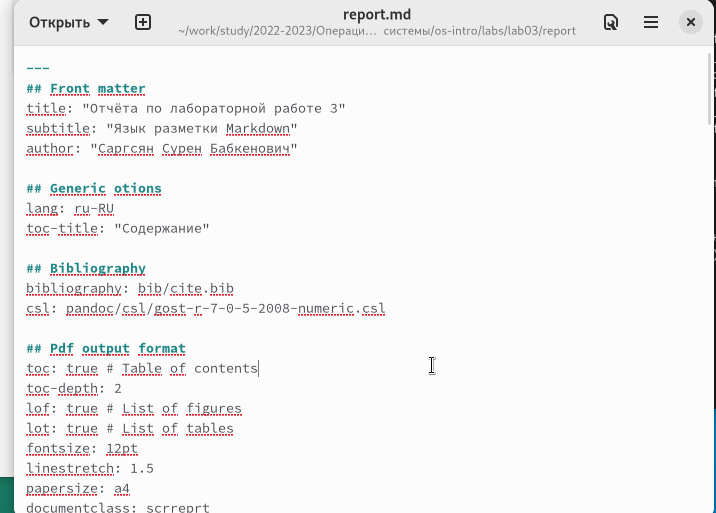 Открыть
report.md
~/work/study/2022-2023/Операци… системы/os-intro/labs/lab03/report
---
## Front matter
title: "Отчёта по лабораторной работе 3"
subtitle: "Язык разметки Markdown"
author: "Саргсян Сурен Бабкенович"
## Generic otions
lang: ru-RU
toc-title: "Содержание"
## Bibliography
bibliography: bib/cite.bib
csl: pandoc/csl/gost-r-7-0-5-2008-numeric.csl
## Pdf output format
toc: true # Table of contents
toc-depth: 2
lof: true # List of figures
lot: true # List of tables
fontsize: 12pt
linestretch: 1.5
papersize: a4
documentclass: scrreprt